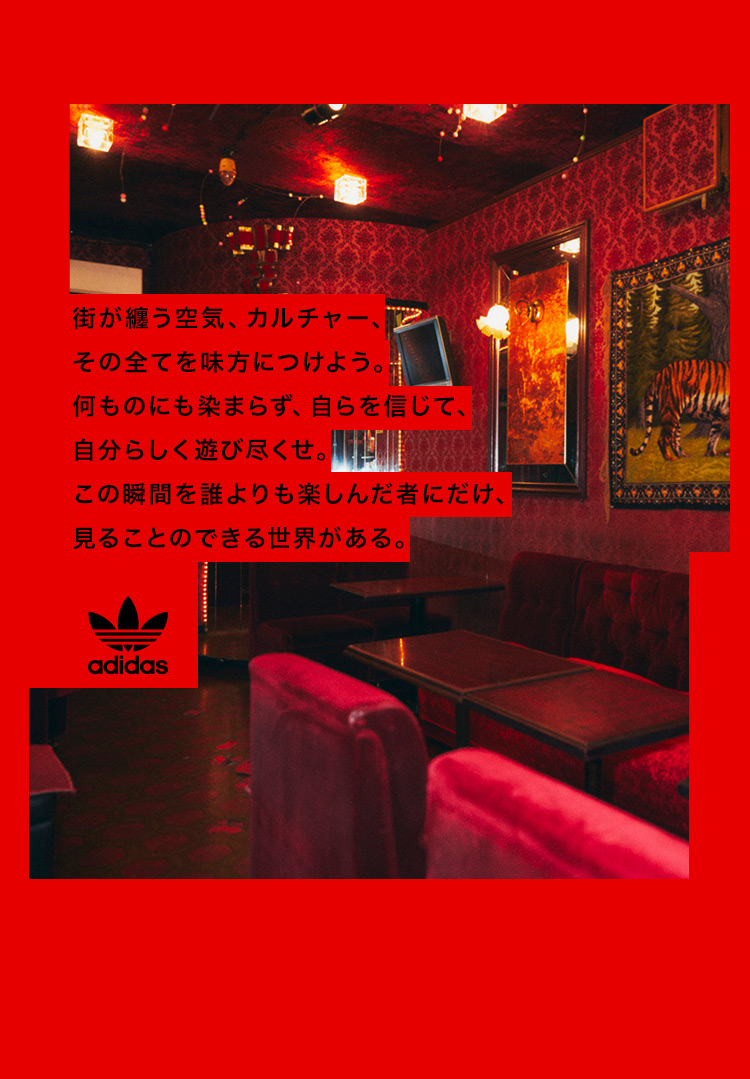 街が纏う空気、カルチャー、
その全てを味方につけよう。
何ものにも染まらず、自らを信じて、
自分らしく遊び尽くせ。
この瞬間を誰よりも楽しんだ者にだけ、
見ることのできる世界がある。
adidas